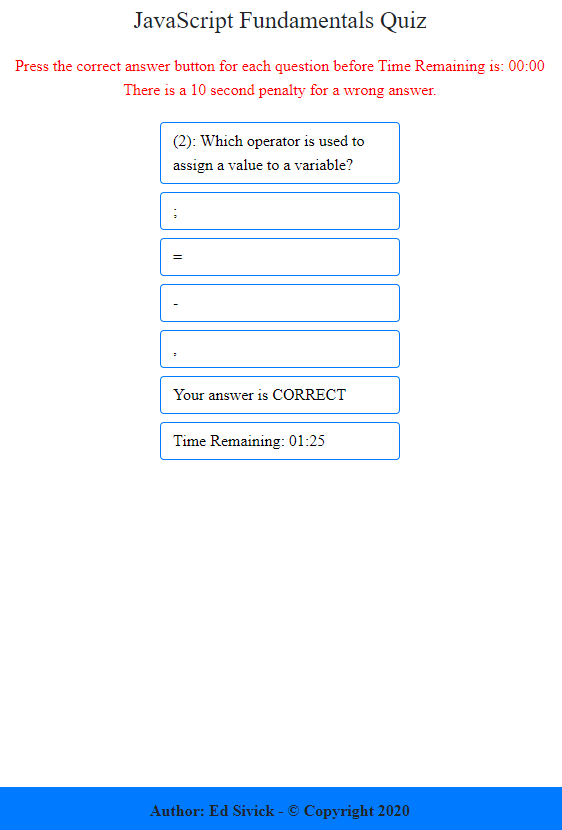 JavaScript Fundamentals Quiz
Press the correct answer button for each question before Time Remaining is: 00:00
There is a 10 second penalty for a wrong answer.
(2): Which operator is used to
assign a value to a variable?
;
=
-
,
Your answer is CORRECT
Time Remaining: 01:25
Author: Ed Sivick - © Copyright 2020